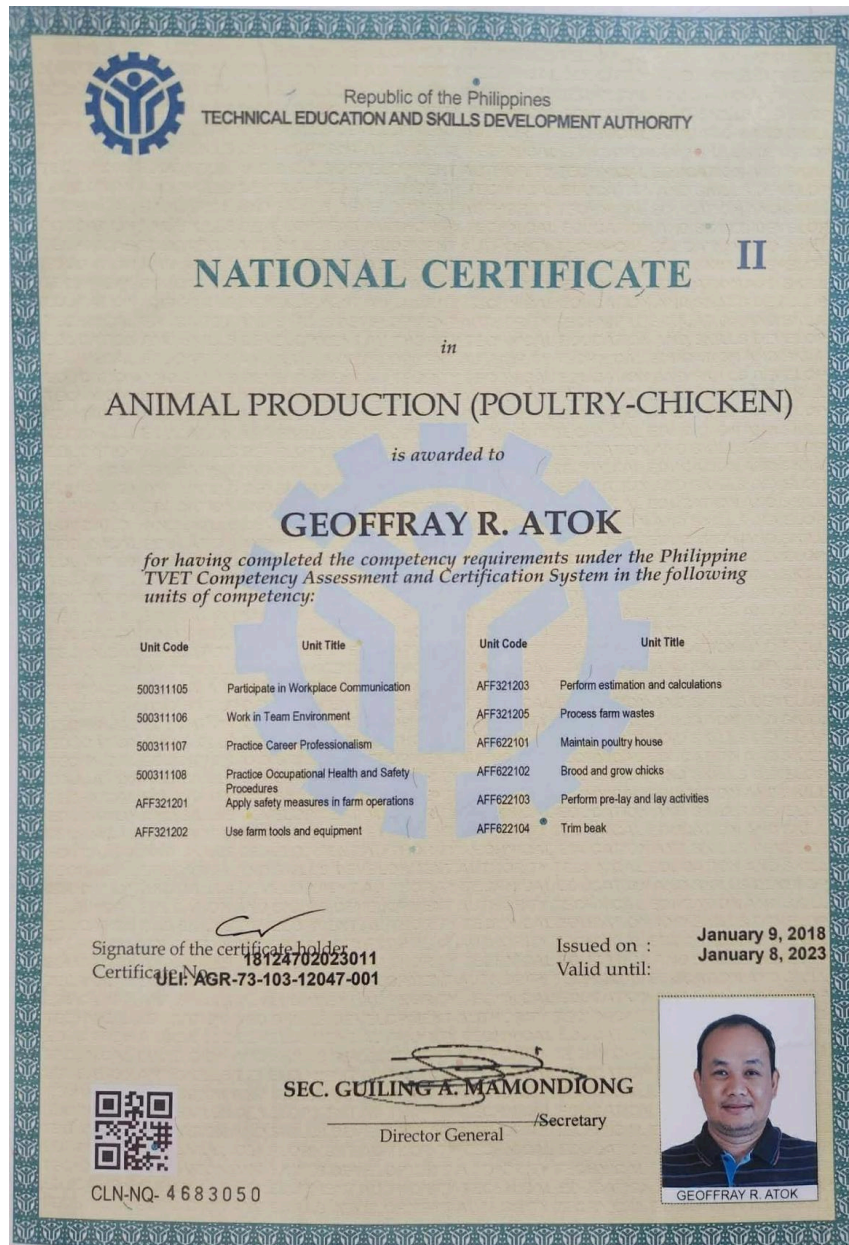 Republic of the Philippines
TECHNICAL EDUCATION AND SKILLS DEVELOPMENT AUTHORITY
NATIONAL CERTIFICATE II
in
ANIMAL PRODUCTION (POULTRY-CHICKEN)
is awarded to
GEOFFRAY R. ATOK
for having completed the competency requirements under the Philippine
TVET Competency Assessment and Certification System in the following
units of competency:
Unit Code Unit Title Unit Code Unit Title
500311105 Participate in Workplace Communication AFF321203 Perform estimation and calculations
500311106 Work in Team Environment AFF321205 Process farm wastes
500311107 Practice Career Professionalism AFF622101 Maintain poultry house
500311108 Practice Occupational Health and Safety AFF622102 Brood and grow chicks
Procedures
AFF321201 Apply safety measures in farm operations AFF622103 Perform pre-lay and lay activities
AFF321202 Use farm tools and equipment AFF622104 Trim beak
Signature of the certificate holder Issued on : January 9, 2018
Certificate No. 18124702023011 Valid until: January 8, 2023
ULI: AGR-73-103-12047-001
SEC. GUILING A. MAMONDIONG
/Secretary
Director General
CLN-NQ- 4683050
GEOFFRAY R. ATOK